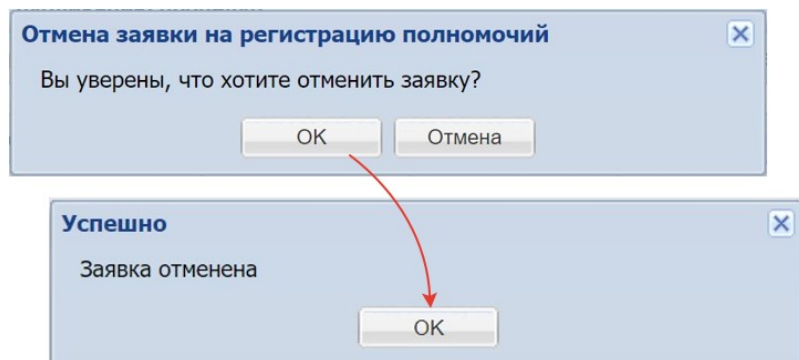 Отмена заявки на регистрацию полномочий
Вы уверены, что хотите отменить заявку?
OK Отмена
Успешно
Заявка отменена
OK